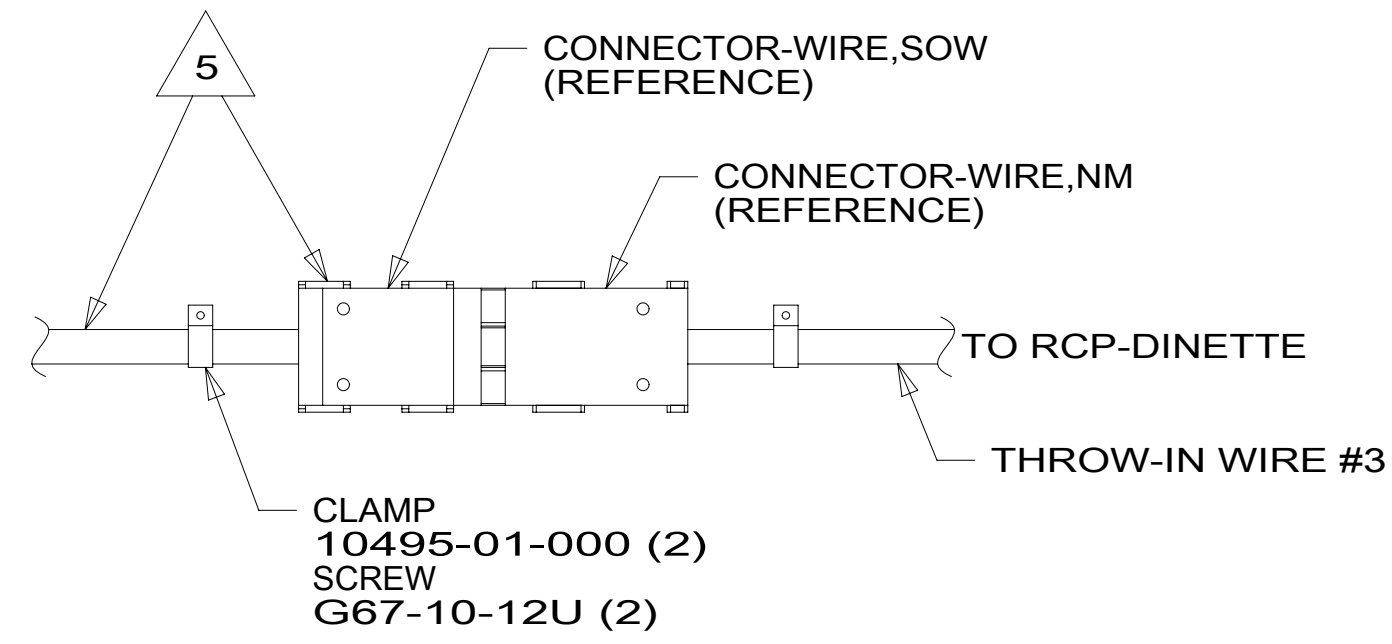 5
CONNECTOR-WIRE,SOW
(REFERENCE)
CONNECTOR-WIRE,NM
(REFERENCE)
TO RCP-DINETTE
THROW-IN WIRE #3
CLAMP
10495-01-000 (2)
SCREW
G67-10-12U (2)